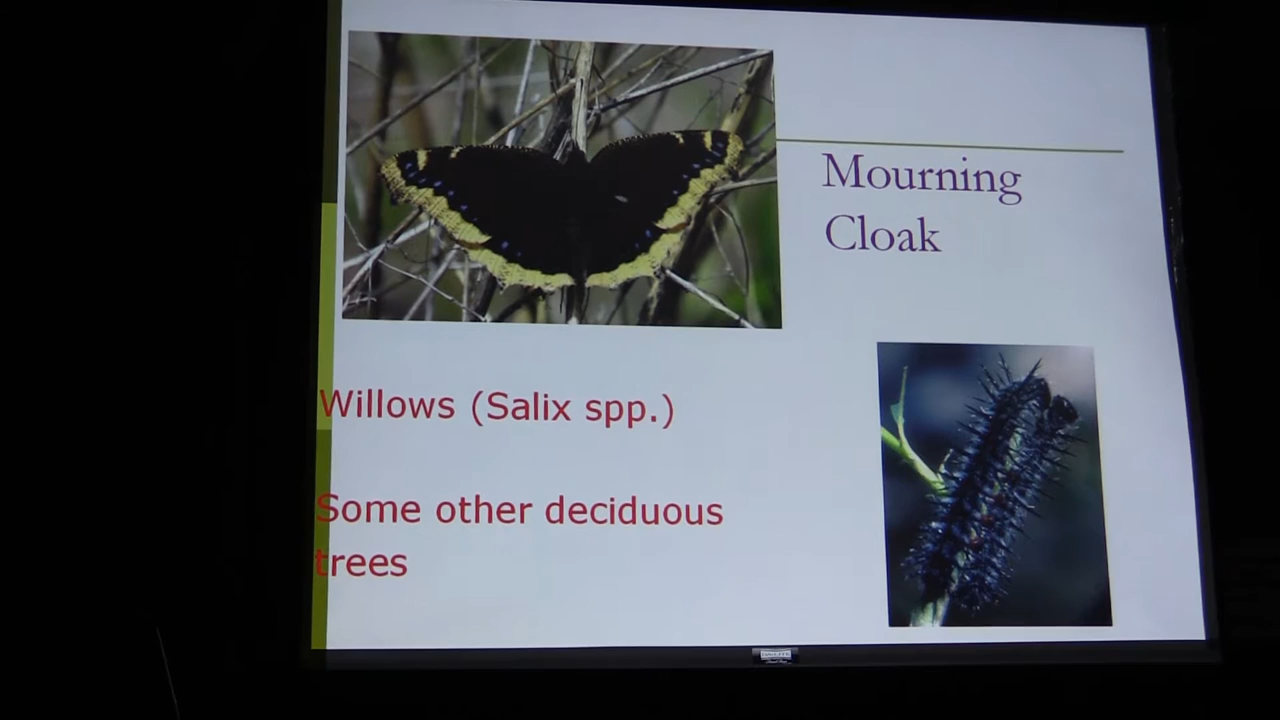 Mourning
Cloak
Willows (Salix spp.)
Some other deciduous
trees